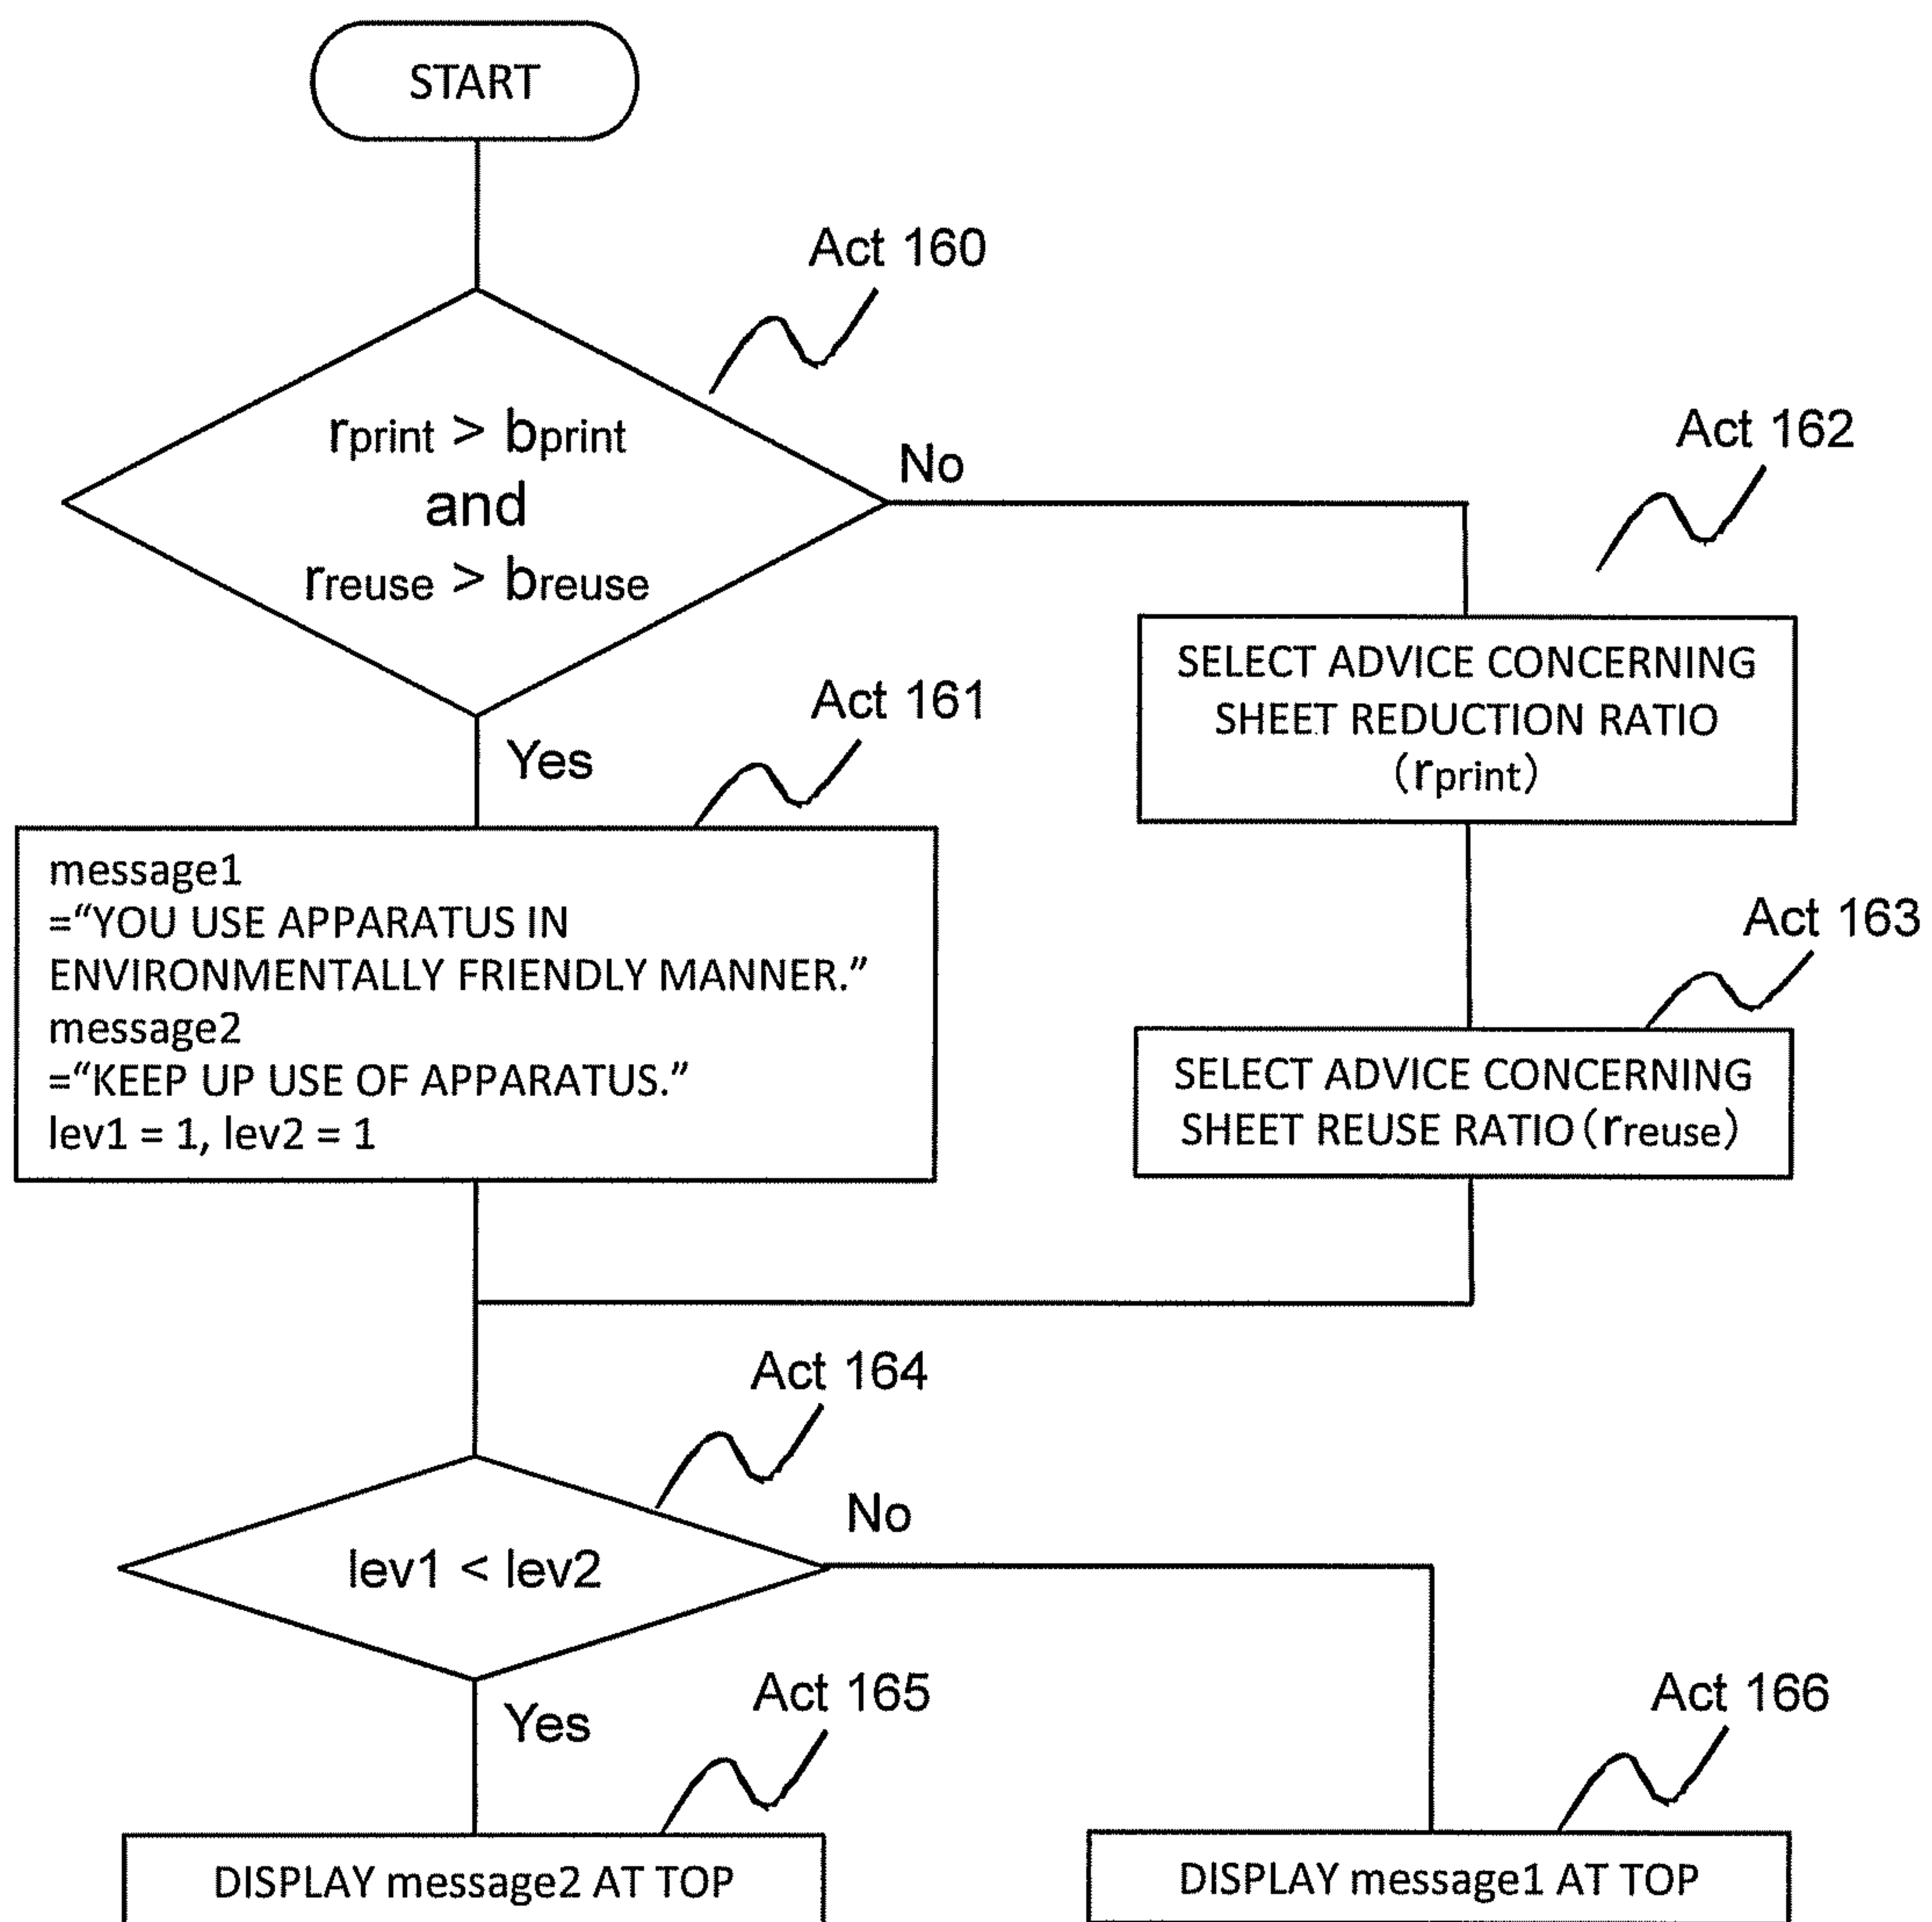 START
Act 160
rprint > bprint
and
rreuse > breuse
No
Act 162
SELECT ADVICE CONCERNING
SHEET REDUCTION RATIO
(rprint)
Yes
Act 161
message1
=“YOU USE APPARATUS IN
ENVIRONMENTALLY FRIENDLY MANNER.”
message2
=“KEEP UP USE OF APPARATUS.”
lev1 = 1, lev2 = 1
Act 163
SELECT ADVICE CONCERNING
SHEET REUSE RATIO(rreuse)
Act 164
lev1 < lev2
No
Yes
Act 165
DISPLAY message2 AT TOP
Act 166
DISPLAY message1 AT TOP